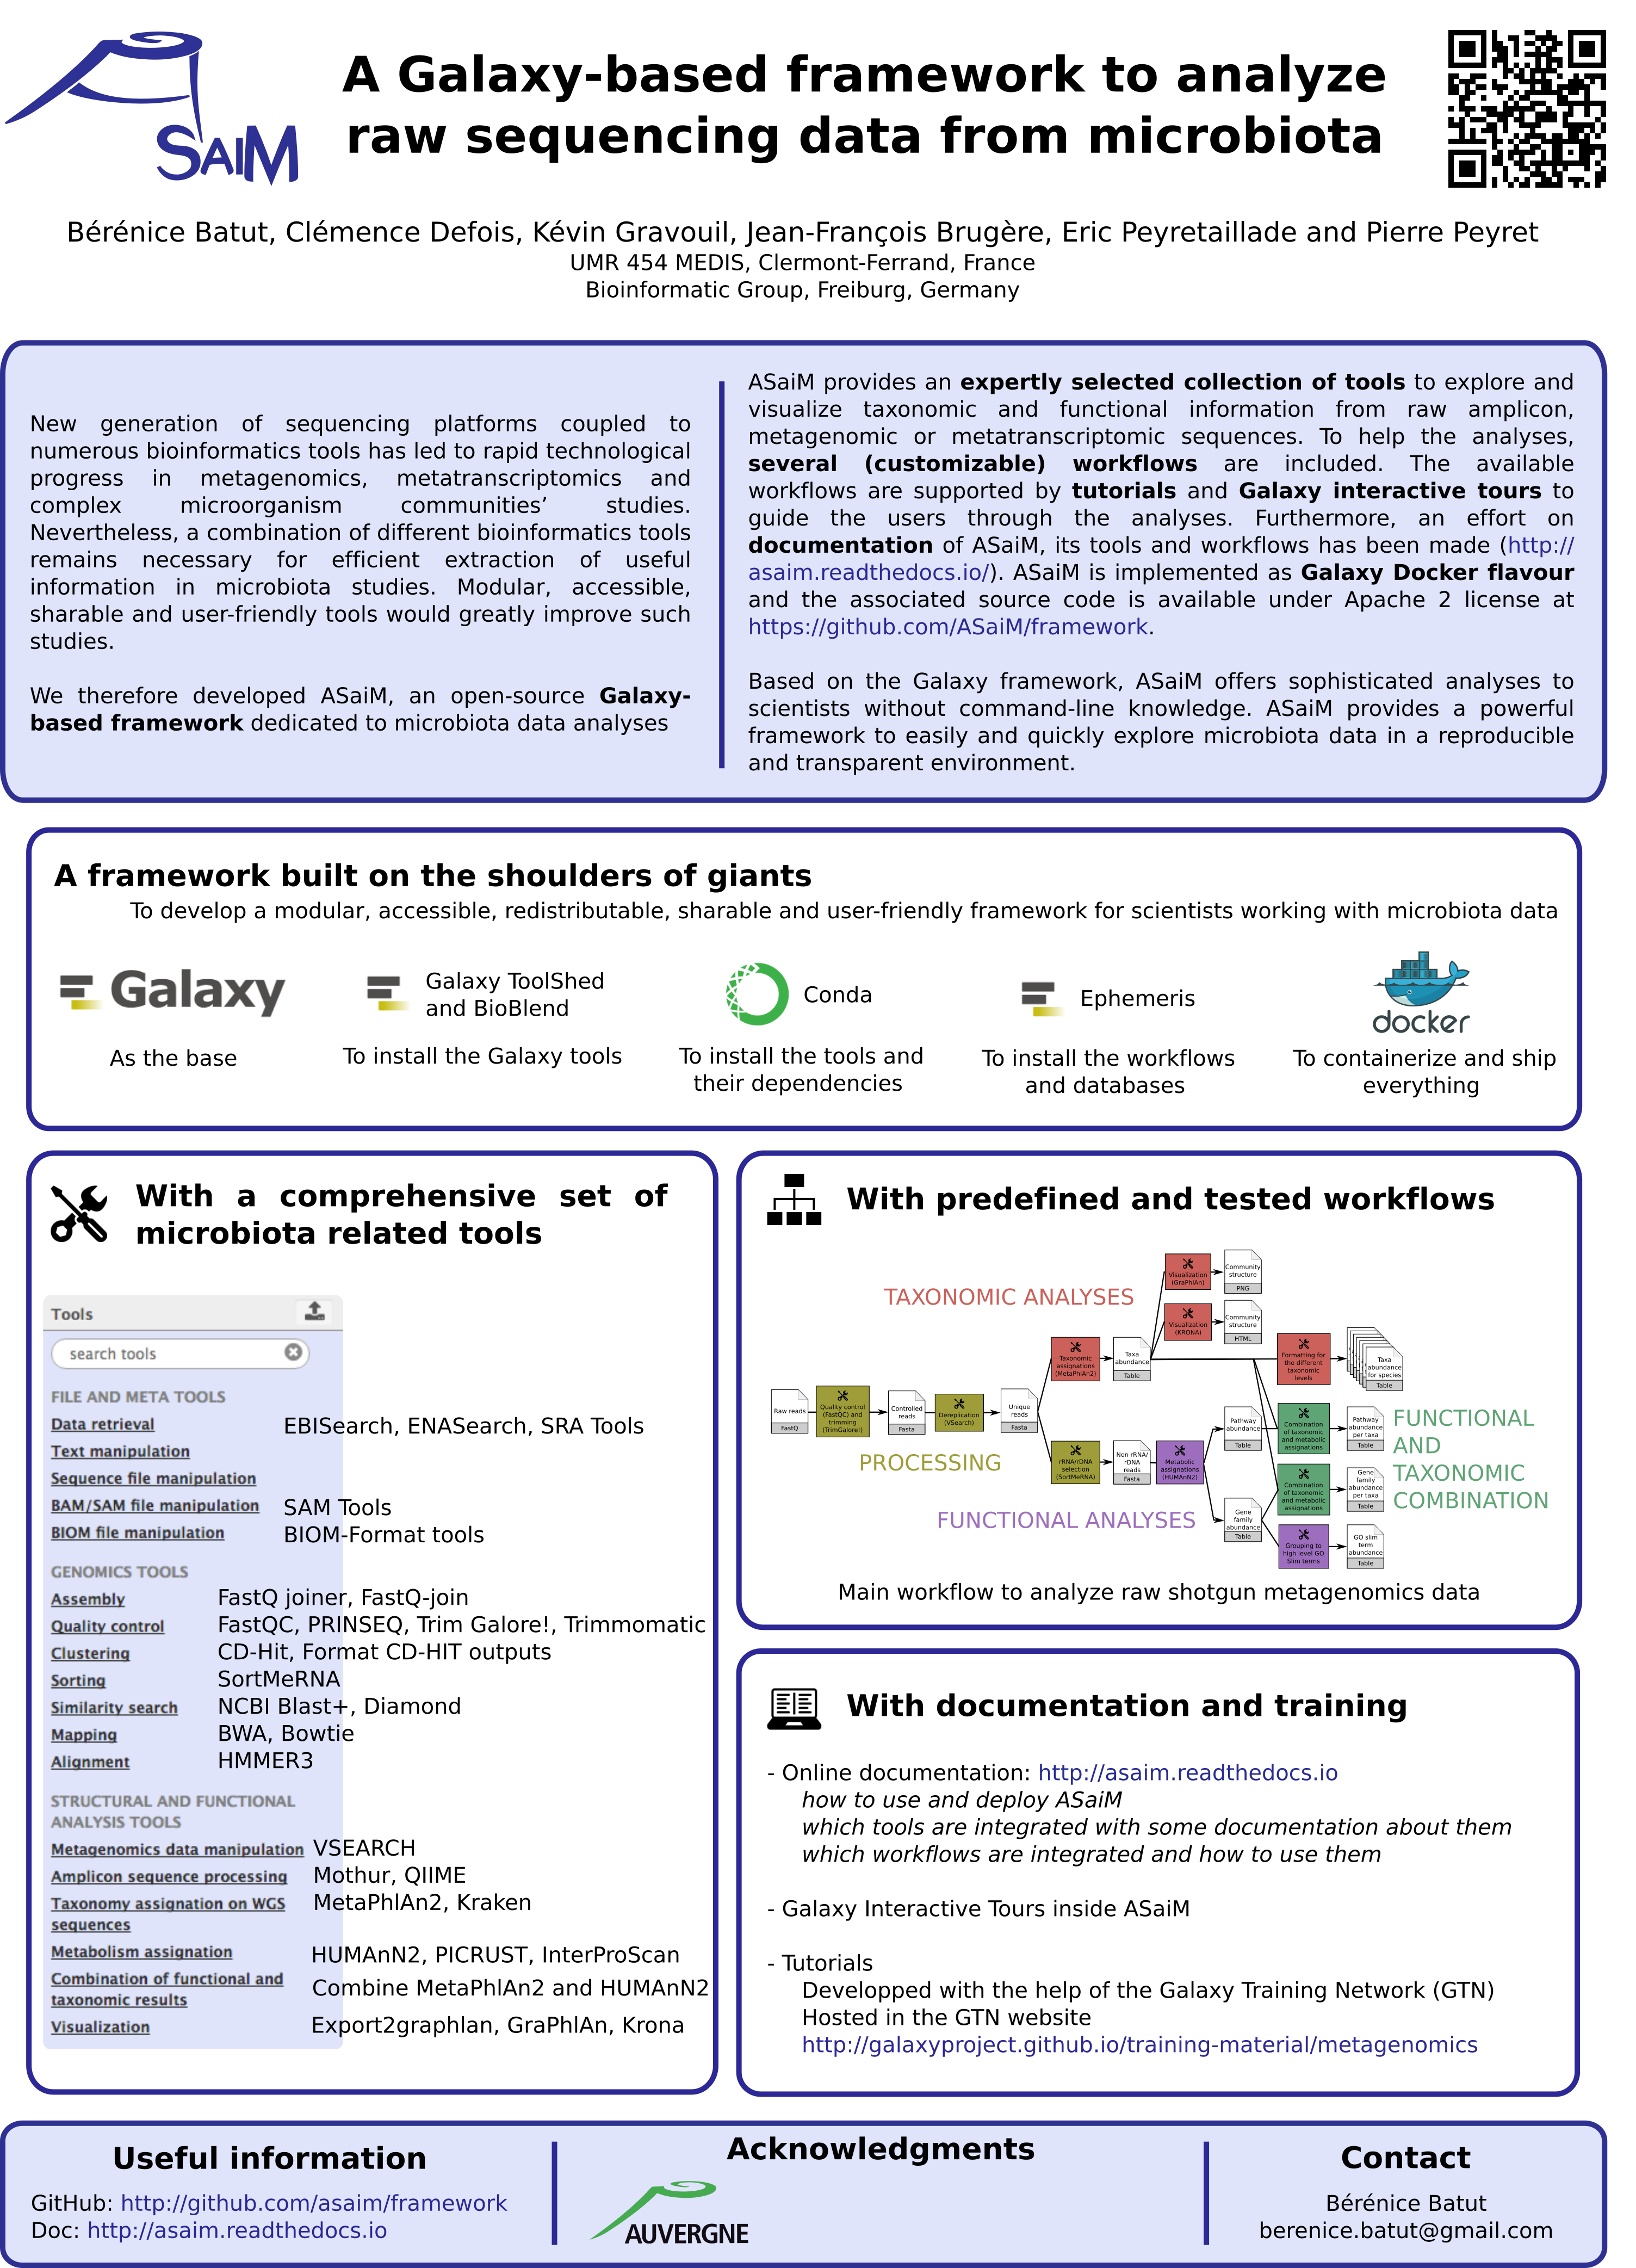 ASaiM
A Galaxy-based framework to analyze
raw sequencing data from microbiota
Bérénice Batut, Clémence Defois, Kévin Gravouil, Jean-François Brugère, Eric Peyretaillade and Pierre Peyret
UMR 454 MEDIS, Clermont-Ferrand, France
Bioinformatic Group, Freiburg, Germany
New generation of sequencing platforms coupled to
numerous bioinformatics tools has led to rapid technological
progress in metagenomics, metatranscriptomics and
complex microorganism communities’ studies.
Nevertheless, a combination of different bioinformatics tools
remains necessary for efficient extraction of useful
information in microbiota studies. Modular, accessible,
sharable and user-friendly tools would greatly improve such
studies.
We therefore developed ASaiM, an open-source Galaxy-
based framework dedicated to microbiota data analyses
ASaiM provides an expertly selected collection of tools to explore and
visualize taxonomic and functional information from raw amplicon,
metagenomic or metatranscriptomic sequences. To help the analyses,
several (customizable) workflows are included. The available
workflows are supported by tutorials and Galaxy interactive tours to
guide the users through the analyses. Furthermore, an effort on
documentation of ASaiM, its tools and workflows has been made (http://
asaim.readthedocs.io/). ASaiM is implemented as Galaxy Docker flavour
and the associated source code is available under Apache 2 license at
https://github.com/ASaiM/framework.
Based on the Galaxy framework, ASaiM offers sophisticated analyses to
scientists without command-line knowledge. ASaiM provides a powerful
framework to easily and quickly explore microbiota data in a reproducible
and transparent environment.
A framework built on the shoulders of giants
To develop a modular, accessible, redistributable, sharable and user-friendly framework for scientists working with microbiota data
Galaxy
As the base
Galaxy ToolShed
and BioBlend
To install the Galaxy tools
Conda
To install the tools and
their dependencies
Ephemeris
To install the workflows
and databases
docker
To containerize and ship
everything
With a comprehensive set of
microbiota related tools
Tools
search tools
FILE AND META TOOLS
Data retrieval EBISearch, ENASearch, SRA Tools
Text manipulation
Sequence file manipulation
BAM/SAM file manipulation SAM Tools
BIOM file manipulation BIOM-Format tools
GENOMICS TOOLS
Assembly FastQ joiner, FastQ-join
Quality control FastQC, PRINSEQ, Trim Galore!, Trimmomatic
Clustering CD-Hit, Format CD-HIT outputs
Sorting SortMeRNA
Similarity search NCBI Blast+, Diamond
Mapping BWA, Bowtie
Alignment HMMER3
STRUCTURAL AND FUNCTIONAL
ANALYSIS TOOLS
Metagenomics data manipulation VSEARCH
Amplicon sequence processing Mothur, QIIME
Taxonomy assignation on WGS MetaPhlAn2, Kraken
sequences
Metabolism assignation HUMAnN2, PICRUST, InterProScan
Combination of functional and
taxonomic results
Combine MetaPhlAn2 and HUMAnN2
Visualization Export2graphlan, GraPhlAn, Krona
With predefined and tested workflows
TAXONOMIC ANALYSES
Visualization
(GraPhlAn)
Community
structure
PNG
Visualization
(KRONA)
Community
structure
HTML
Taxonomic
assignations
(MetaPhlAn2)
Taxa
abundance
Table
Formatting for
the different
taxonomic
levels
Taxa
abundance
for species
Table
Raw reads
FastQ
Quality control
(FastQC) and
trimming
(TrimGalore!)
Controlled
reads
Fasta
Dereplication
(VSearch)
Unique
reads
Fasta
PROCESSING
rRNA/rDNA
selection
(SortMeRNA)
Non rRNA/
rDNA
reads
Fasta
Metabolic
assignations
(HUMAnN2)
Pathway
abundance
Table
Combination
of taxonomic
and metabolic
assignations
Pathway
abundance
per taxa
Table
FUNCTIONAL
AND
TAXONOMIC
COMBINATION
Combination
of taxonomic
and metabolic
assignations
Gene
family
abundance
per taxa
Table
FUNCTIONAL ANALYSES
Gene
family
abundance
Table
Grouping to
high level GO
Slim terms
GO slim
term
abundance
Table
Main workflow to analyze raw shotgun metagenomics data
With documentation and training
- Online documentation: http://asaim.readthedocs.io
how to use and deploy ASaiM
which tools are integrated with some documentation about them
which workflows are integrated and how to use them
- Galaxy Interactive Tours inside ASaiM
- Tutorials
Developped with the help of the Galaxy Training Network (GTN)
Hosted in the GTN website
http://galaxyproject.github.io/training-material/metagenomics
Useful information
GitHub: http://github.com/asaim/framework
Doc: http://asaim.readthedocs.io
Acknowledgments
AUVERGNE
Contact
Bérénice Batut
berenice.batut@gmail.com